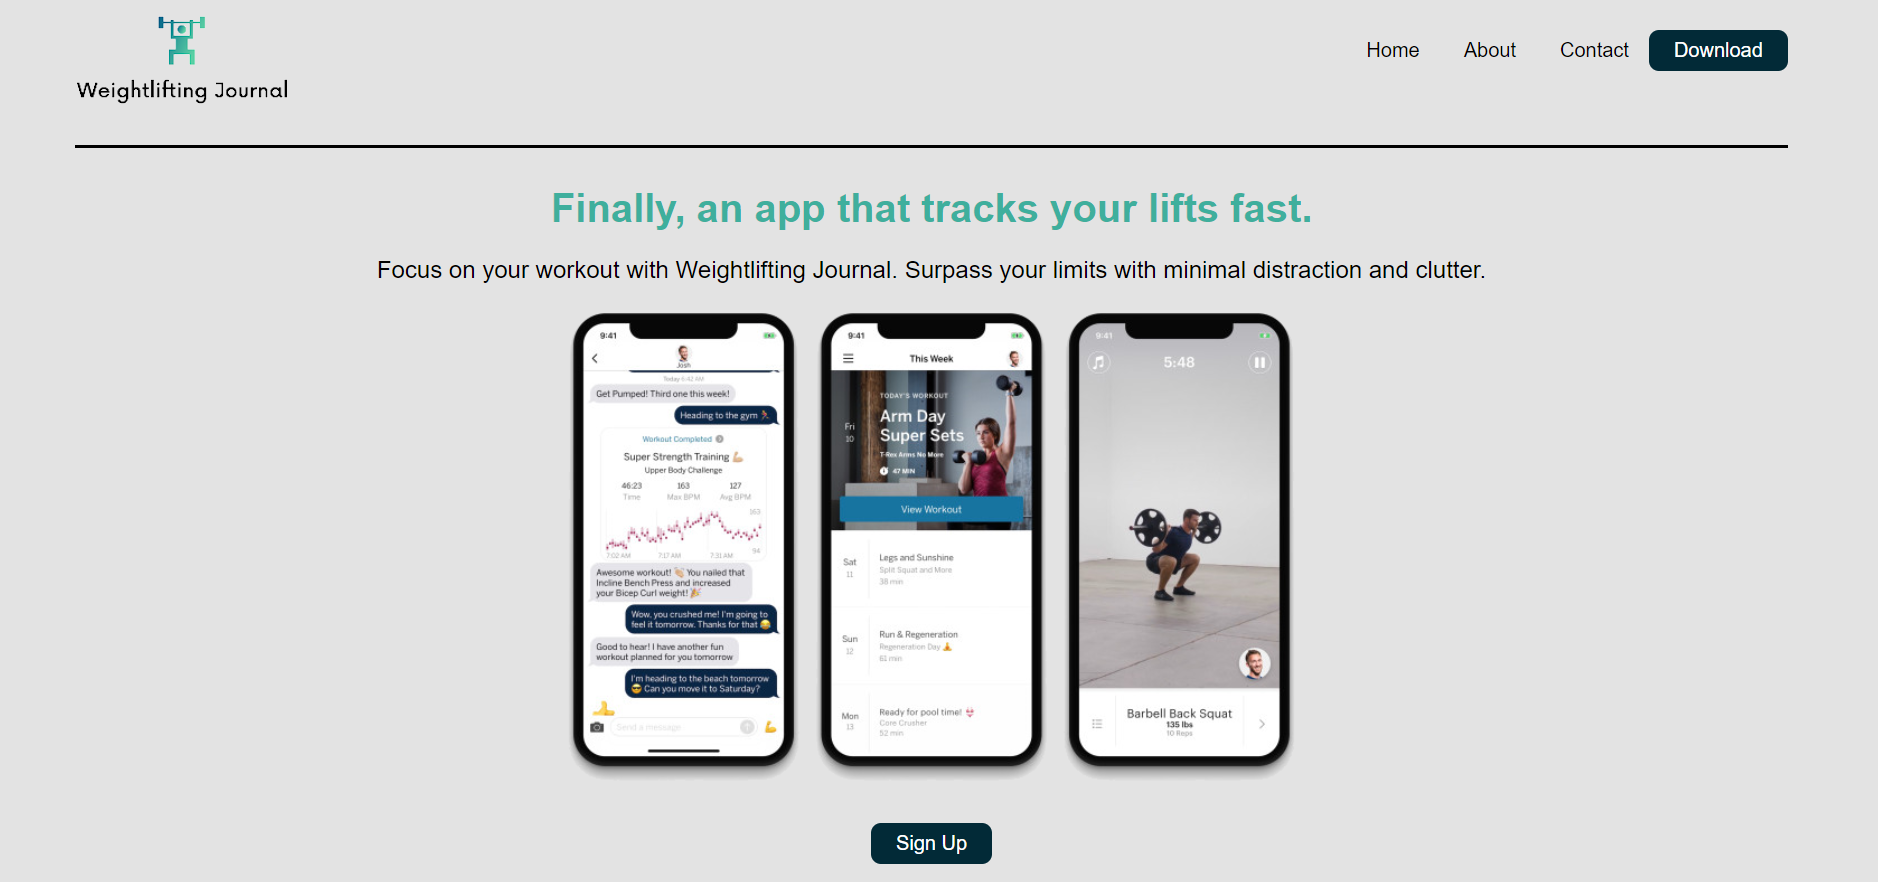 Weightlifting Journal
Home
About
Contact
Download
Finally, an app that tracks your lifts fast.
Focus on your workout with Weightlifting Journal. Surpass your limits with minimal distraction and clutter.
9:41
Josh
Today 6:42 AM
Get Pumped! Third one this week!
Heading to the gym
Workout Completed
Super Strength Training
Upper Body Challenge
46:23 163 127
Time Max BPM Avg BPM
163
94
7:02 AM 7:17 AM 7:31 AM
Awesome workout! 👏 You nailed that
Incline Bench Press and increased
your Bicep Curl weight! 🎉
Wow, you crushed me! I'm going to
feel it tomorrow. Thanks for that 😂
Good to hear! I have another fun
workout planned for you tomorrow
I'm heading to the beach tomorrow
😎 Can you move it to Saturday?
Send a message
9:41
This Week
Fri
10
TODAY'S WORKOUT
Arm Day
Super Sets
T-Rex Arms No More
47 MIN
View Workout
Sat
11
Legs and Sunshine
Split Squat and More
38 min
Sun
12
Run & Regeneration
Regeneration Day
61 min
Mon
13
Ready for pool time! 👙
Core Crusher
52 min
9:41
5:48
Barbell Back Squat
135 lbs
10 Reps
Sign Up